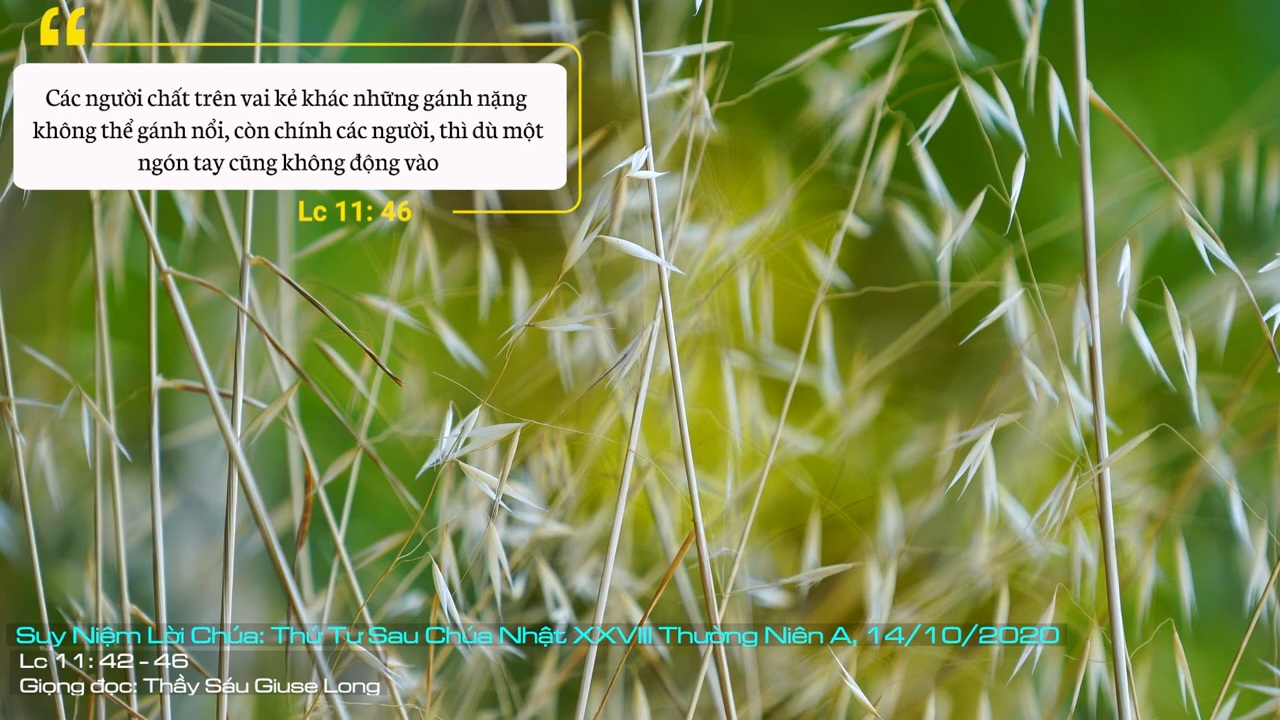 Các người chất trên vai kẻ khác những gánh nặng
không thể gánh nổi, còn chính các người, thì dù một
ngón tay cũng không động vào
Lc 11: 46
Suy Niệm Lời Chúa: Thứ Tư Sau Chúa Nhật XXVIII Thường Niên A, 14/10/2020
Lc 11: 42 - 46
Giọng đọc: Thầy Sáu Giuse Long